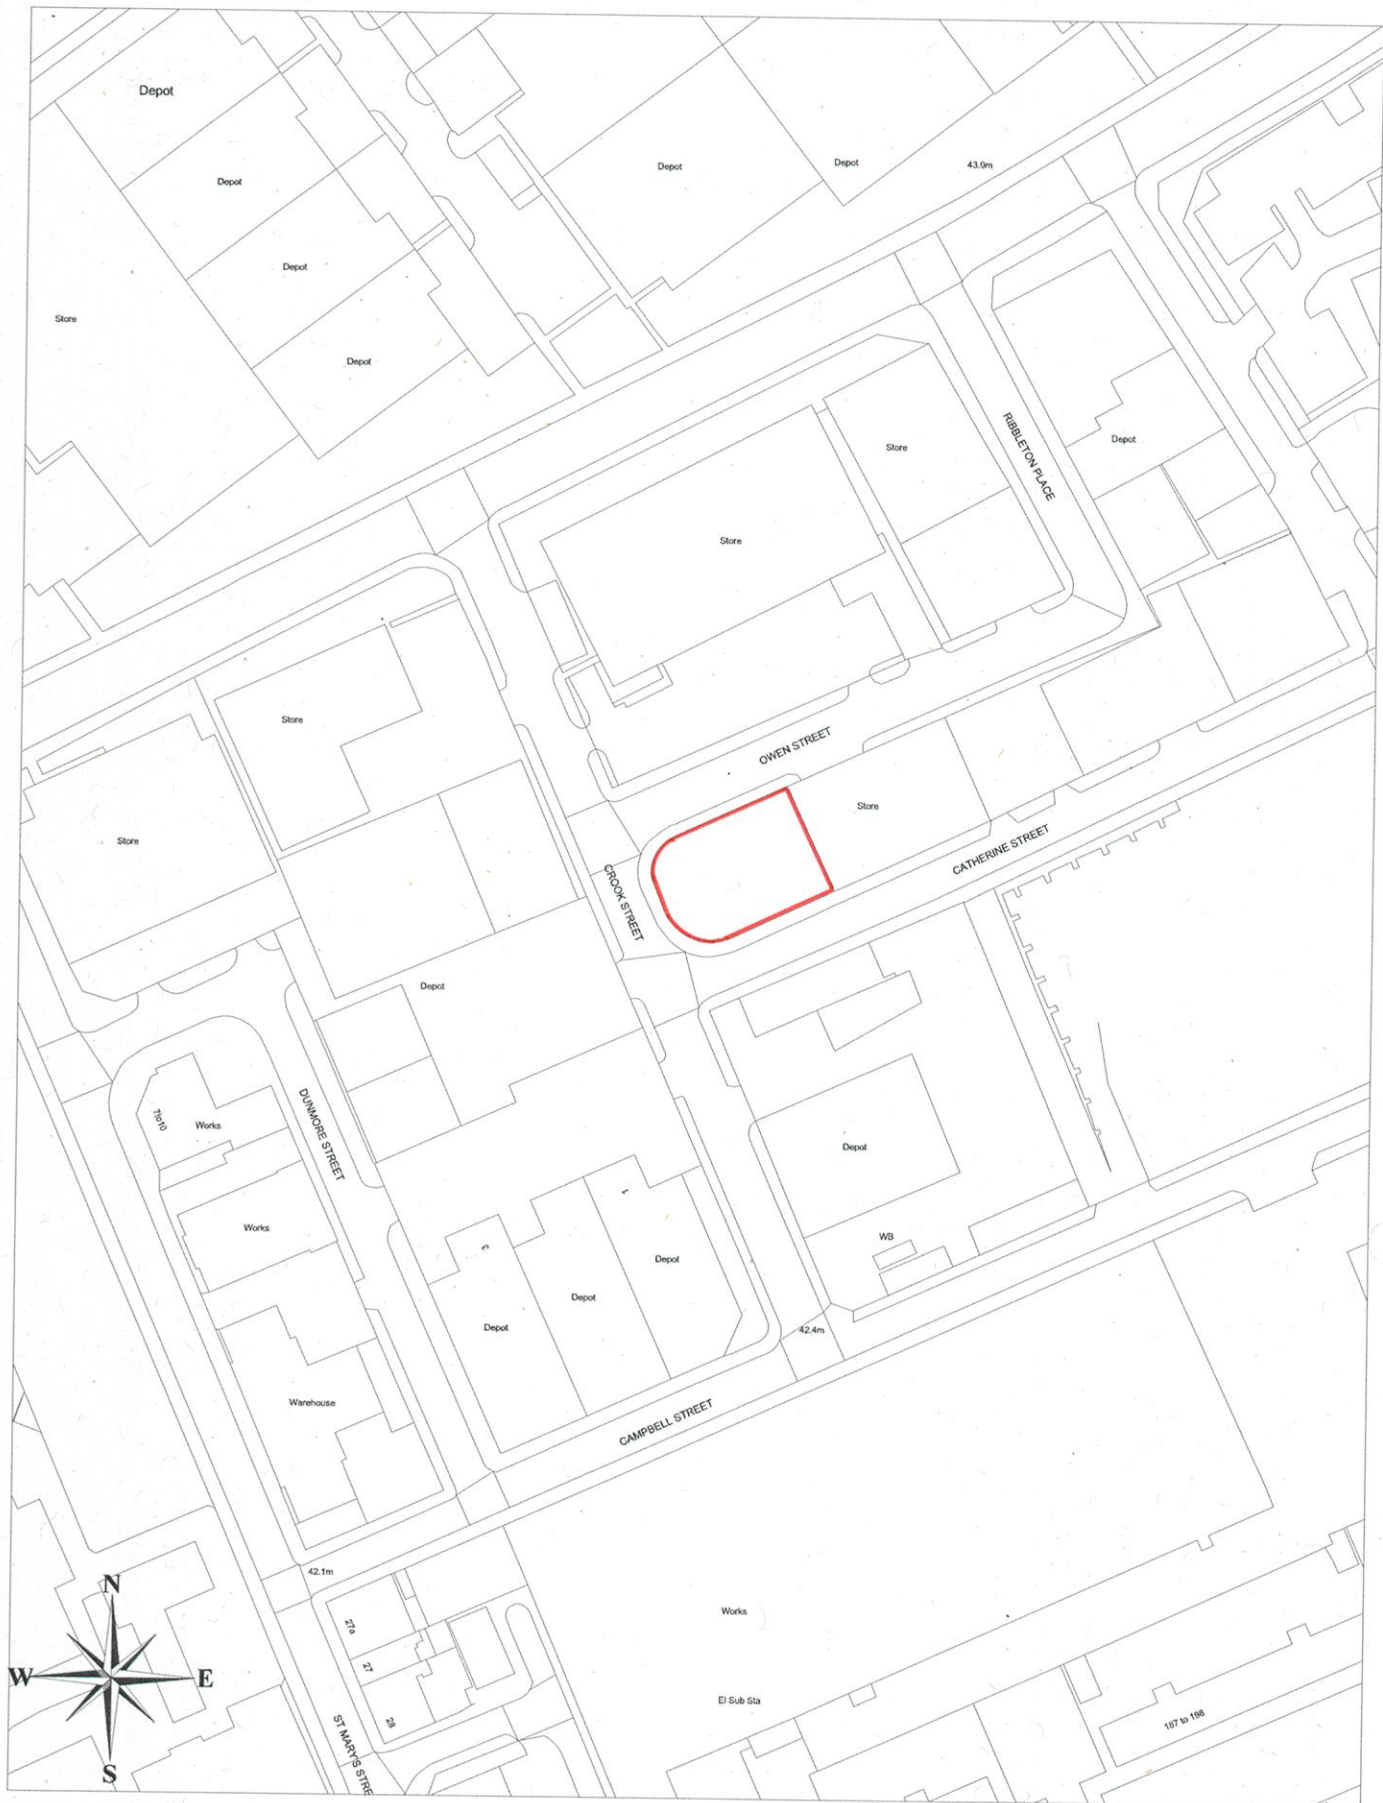 Depot
Depot
Depot
Depot
43.0m
Depot
Depot
Store
Depot
RIBBLETON PLACE
Depot
Store
Store
Store
OWEN STREET
Store
Store
CATHERINE STREET
CROOK STREET
Depot
DUNMORE STREET
7to10
Works
Depot
1
Works
WB
3
Depot
Depot
Depot
42.4m
Warehouse
CAMPBELL STREET
42.1m
N
Works
27a
27
W
E
El Sub Sta
28
187 to 198
ST MARY'S STRE
S